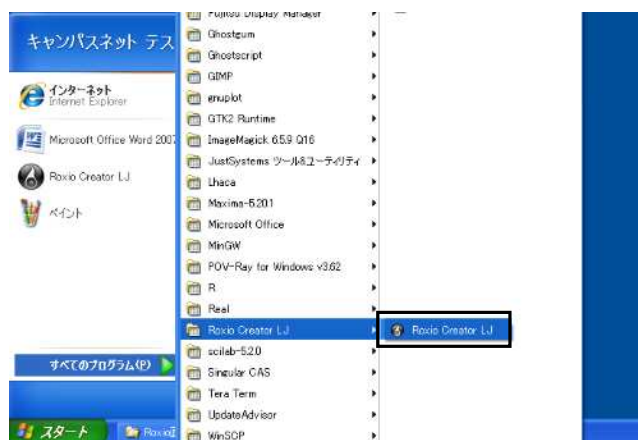 キャンパスネット テス
インターネット
Internet Explorer
Microsoft Office Word 2007
Roxio Creator LJ
ペイント
すべてのプログラム(P)
スタート
Fujitsu Display Manager
Ghostgum
Ghostscript
GIMP
gnuplot
GTK2 Runtime
ImageMagick 6.5.9 Q16
JustSystems ツール&ユーティリティ
Lhaca
Maxima-5.20.1
Microsoft Office
MinGW
POV-Ray for Windows v3.62
R
Real
Roxio Creator LJ
scilab-5.2.0
Singular CAS
Tera Term
UpdateAdvisor
WinSCP
Roxio Creator LJ